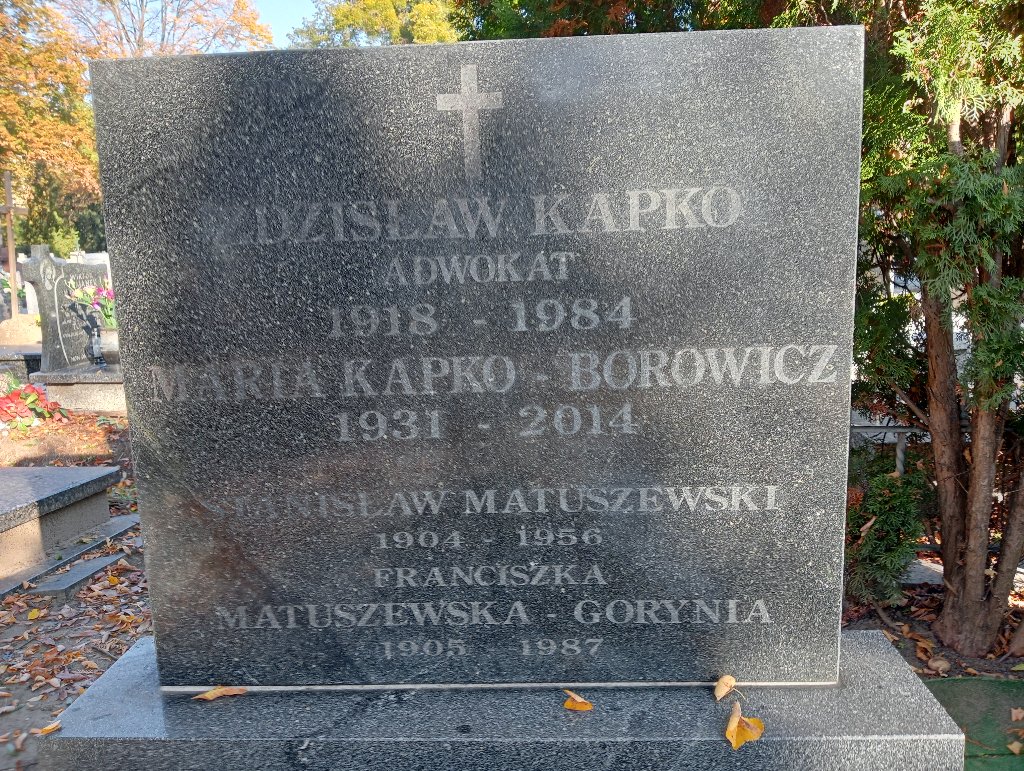 ZDZISŁAW KAPKO
ADWOKAT
1918 - 1984
MARIA KAPKO - BOROWICZ
1931 - 2014
STANISŁAW MATUSZEWSKI
1904 - 1956
FRANCISZKA
MATUSZEWSKA - GORYNIA
1905 - 1987